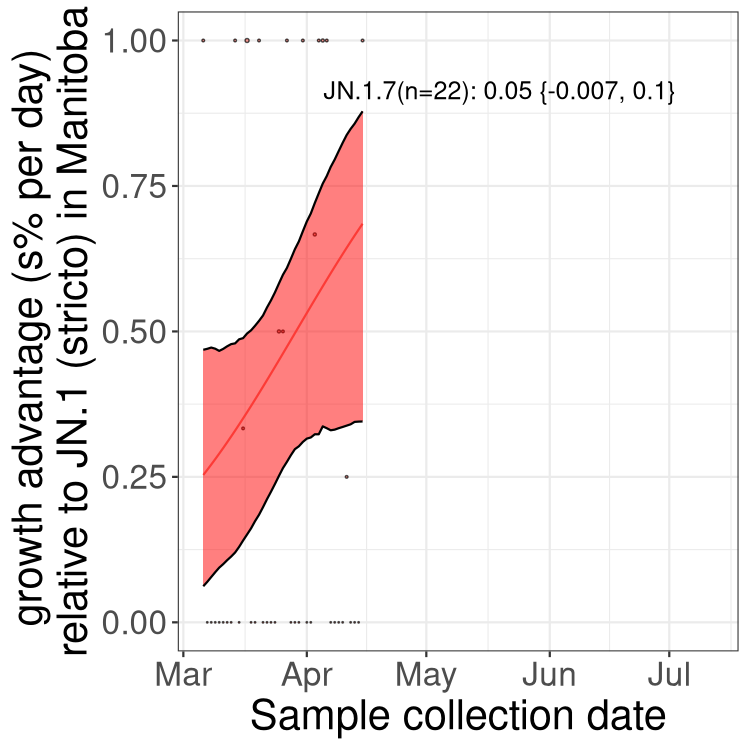 growth advantage (s% per day)
relative to JN.1 (stricto) in Manitoba
1.00
0.75
0.50
0.25
0.00
JN.1.7(n=22): 0.05 {-0.007, 0.1}
Mar Apr May Jun Jul
Sample collection date